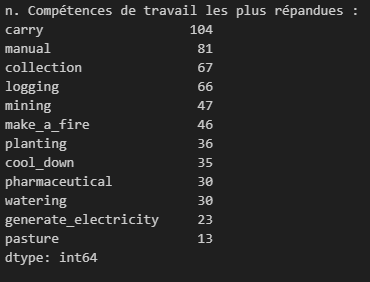 n. Compétences de travail les plus répandues :
carry 104
manual 81
collection 67
logging 66
mining 47
make_a_fire 46
planting 36
cool_down 35
pharmaceutical 30
watering 30
generate_electricity 23
pasture 13
dtype: int64